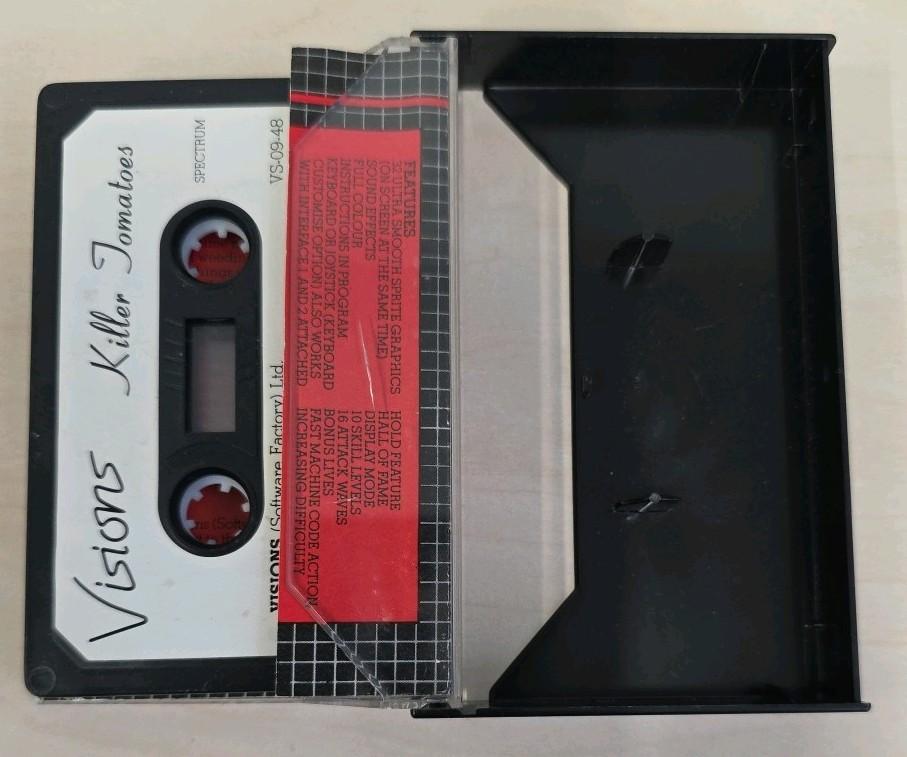 Visions Killer Tomatoes
SPECTRUM
VISIONS (Software Factory) Ltd.
VS-09-48
FEATURES
32 ULTRA SMOOTH SPRITE GRAPHICS
(ON SCREEN AT THE SAME TIME)
SOUND EFFECTS
FULL COLOUR
INSTRUCTIONS IN PROGRAM
KEYBOARD OR JOYSTICK (KEYBOARD
CUSTOMISE OPTION) ALSO WORKS
WITH INTERFACE 1 AND 2 ATTACHED
HOLD FEATURE
HALL OF FAME
DISPLAY MODE
10 SKILL LEVELS
16 ATTACK WAVES
BONUS LIVES
FAST MACHINE CODE ACTION
INCREASING DIFFICULTY